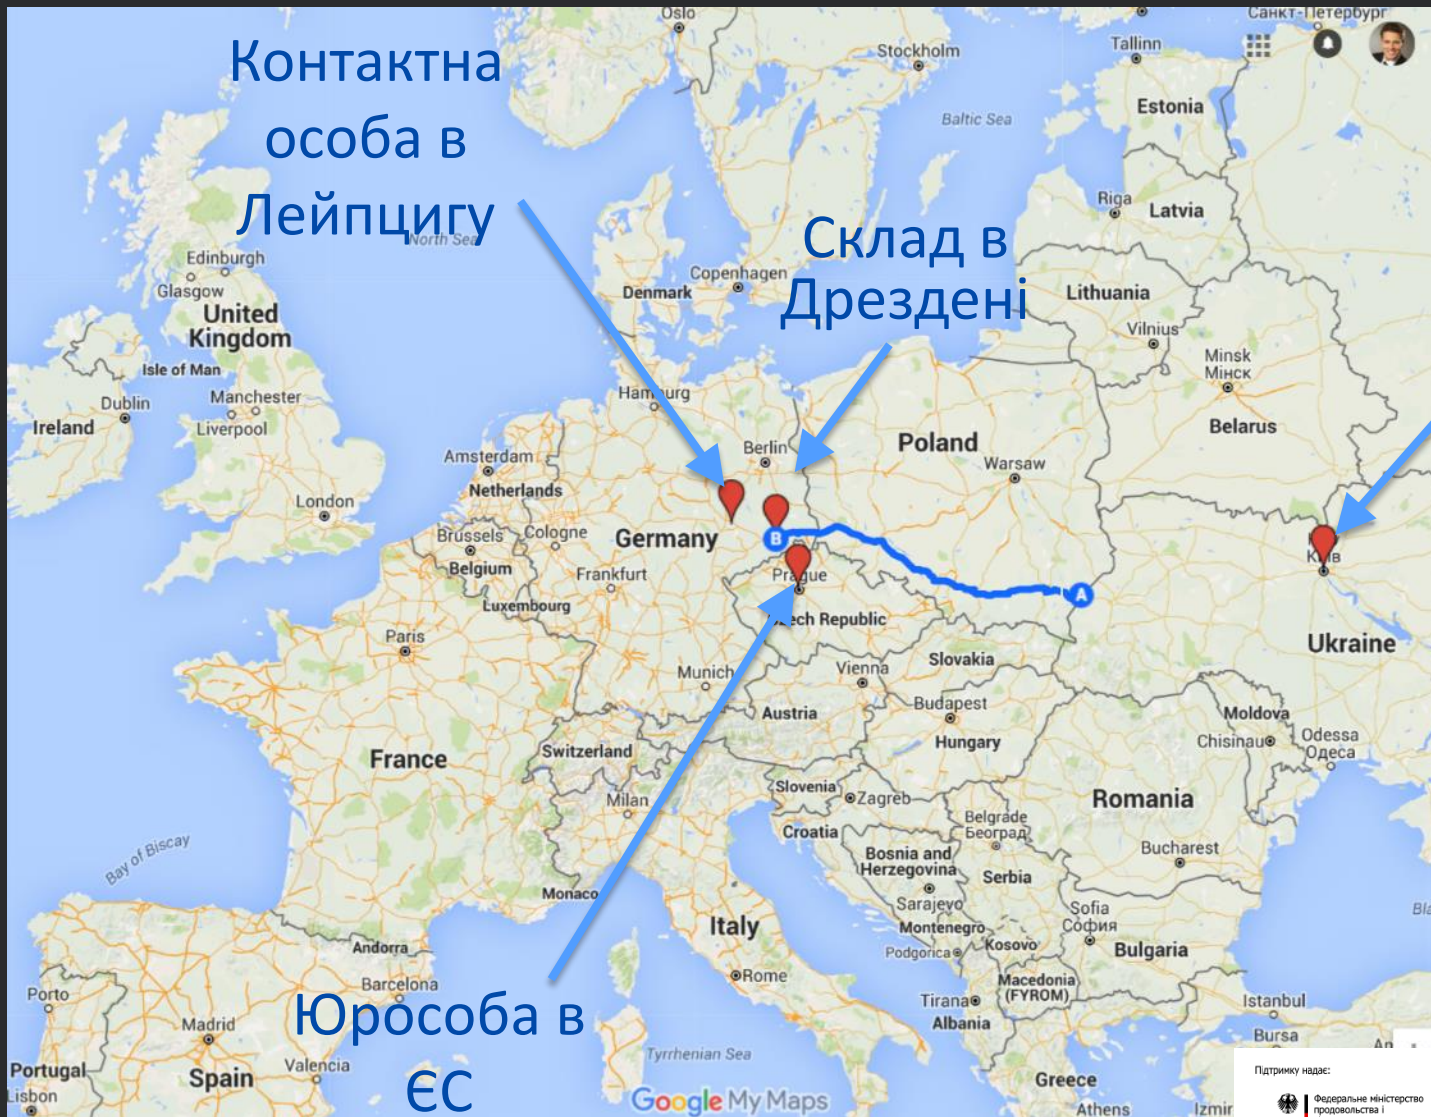 Контактна
особа в
Лейпцигу
Склад в
Дрездені
Юрособа в
ЄС
Oslo
Stockholm
Tallinn
Санкт-Петербург
Estonia
Baltic Sea
Riga
Latvia
North Sea
Edinburgh
Glasgow
United
Kingdom
Isle of Man
Copenhagen
Denmark
Lithuania
Vilnius
Minsk
Мінск
Belarus
Dublin
Ireland
Manchester
Liverpool
Hamburg
Berlin
Poland
Warsaw
Amsterdam
Netherlands
London
Brussels
Cologne
Belgium
Germany
B
A
Київ
Frankfurt
Prague
Luxembourg
Czech Republic
Paris
Ukraine
Munich
Vienna
Slovakia
Austria
Budapest
Hungary
Moldova
Chisinau
Odessa
Одеса
France
Switzerland
Milan
Slovenia
Zagreb
Croatia
Romania
Belgrade
Београд
Bucharest
Bay of Biscay
Bosnia and
Herzegovina
Serbia
Monaco
Sarajevo
Montenegro
Podgorica
Kosovo
Sofia
София
Bulgaria
Italy
Andorra
Rome
Macedonia
(FYROM)
Barcelona
Porto
Madrid
Tirana
Albania
Istanbul
Bursa
Portugal
Lisbon
Spain
Valencia
Tyrrhenian Sea
Google My Maps
Greece
Athens
Izmir
Підтримку надає:
Федеральне міністерство
продовольства і